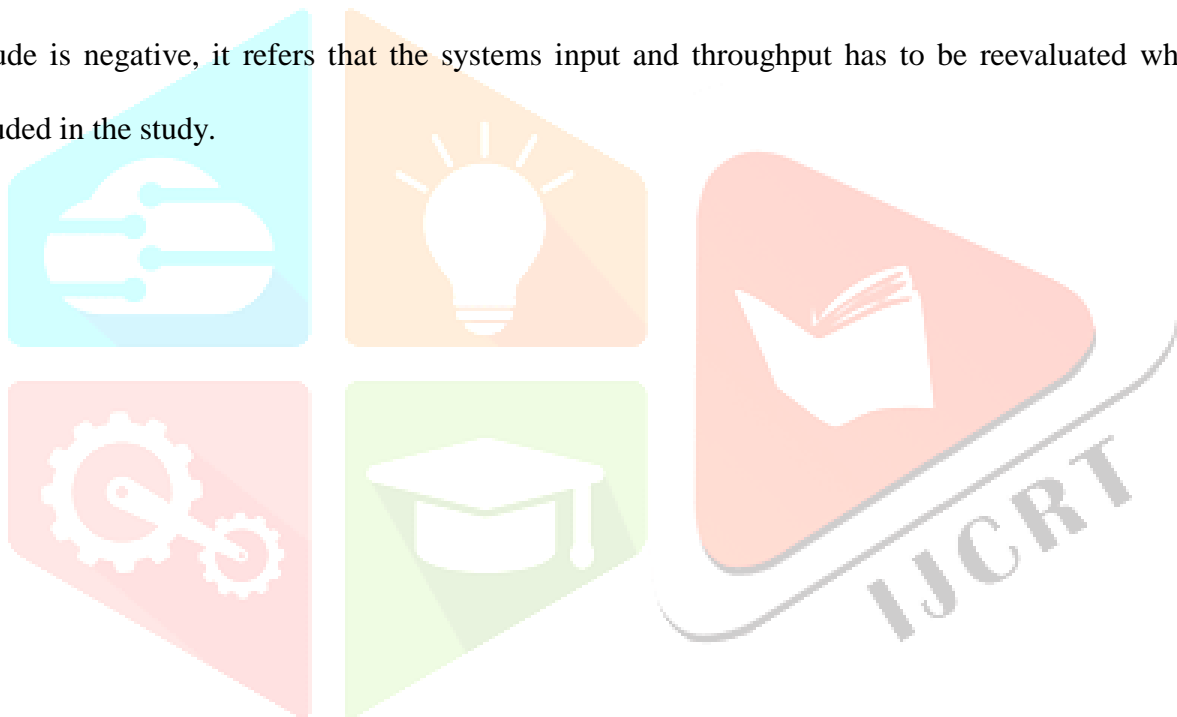 ude is negative, it refers that the systems input and throughput has to be reevaluated wh
uded in the study.
IJCRT